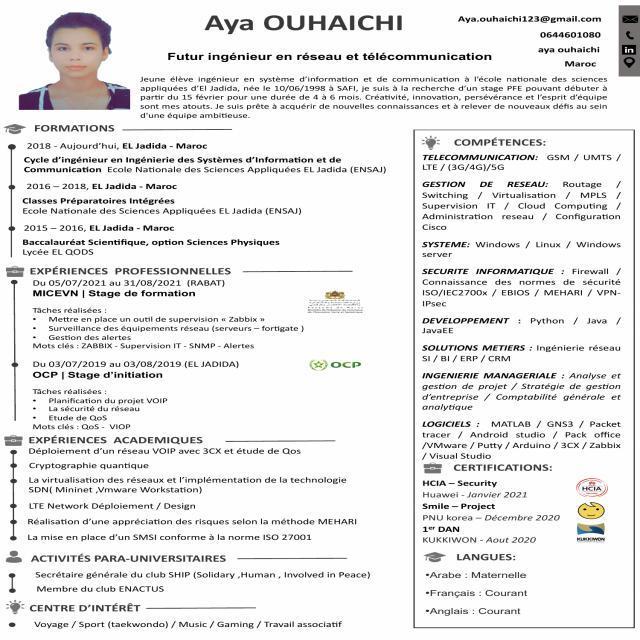 Aya OUHAICHI
Futur ingénieur en réseau et télécommunication
Aya.ouhaichi123@gmail.com
0644601080
aya ouhaichi
Maroc
Jeune élève ingénieur en système d'information et de communication à l'école nationale des sciences
appliquées d'El Jadida, née le 10/06/1998 à SAFI, je suis à la recherche d'un stage PFE pouvant débuter à
partir du 15 février pour une durée de 4 à 6 mois. Créativité, innovation, persévérance et l'esprit d'équipe
sont mes atouts. Je suis prête à acquérir de nouvelles connaissances et à relever de nouveaux défis au sein
d'une équipe ambitieuse.
FORMATIONS
2018 - Aujourd'hui, EL Jadida - Maroc
Cycle d'ingénieur en Ingénierie des Systèmes d'Information et de
Communication Ecole Nationale des Sciences Appliquées EL Jadida (ENSAJ)
2016 – 2018, EL Jadida - Maroc
Classes Préparatoires Intégrées
Ecole Nationale des Sciences Appliquées EL Jadida (ENSAJ)
2015 – 2016, EL Jadida - Maroc
Baccalauréat Scientifique, option Sciences Physiques
Lycée EL QODS
EXPÉRIENCES PROFESSIONNELLES
Du 05/07/2021 au 31/08/2021 (RABAT)
MICEVN | Stage de formation
Tâches réalisées :
• Mettre en place un outil de supervision « Zabbix »
• Surveillance des équipements réseau (serveurs – fortigate )
• Gestion des alertes
Mots clés : ZABBIX - Supervision IT - SNMP - Alertes
Du 03/07/2019 au 03/08/2019 (EL JADIDA)
OCP | Stage d'initiation
OCP
Tâches réalisées :
• Planification du projet VOIP
• La sécurité du réseau
• Etude de QoS
Mots clés : QoS - VIOP
EXPÉRIENCES ACADEMIQUES
Déploiement d'un réseau VOIP avec 3CX et étude de Qos
Cryptographie quantique
La virtualisation des réseaux et l'implémentation de la technologie
SDN( Mininet ,Vmware Workstation)
LTE Network Déploiement / Design
Réalisation d'une appréciation des risques selon la méthode MEHARI
La mise en place d'un SMSI conforme à la norme ISO 27001
ACTIVITÉS PARA-UNIVERSITAIRES
Secrétaire générale du club SHIP (Solidary ,Human , Involved in Peace)
Membre du club ENACTUS
CENTRE D'INTÉRÊT
Voyage / Sport (taekwondo) / Music / Gaming / Travail associatif
COMPÉTENCES:
TELECOMMUNICATION: GSM / UMTS /
LTE / (3G/4G)/5G
GESTION DE RESEAU: Routage /
Switching / Virtualisation / MPLS /
Supervision IT / Cloud Computing /
Administration reseau / Configuration
Cisco
SYSTEME: Windows / Linux / Windows
server
SECURITE INFORMATIQUE : Firewall /
Connaissance des normes de sécurité
ISO/IEC2700x / EBIOS / MEHARI / VPN-
IPsec
DEVELOPPEMENT : Python / Java /
JavaEE
SOLUTIONS METIERS : Ingénierie réseau
SI / BI / ERP / CRM
INGENIERIE MANAGERIALE : Analyse et
gestion de projet / Stratégie de gestion
d'entreprise / Comptabilité générale et
analytique
LOGICIELS : MATLAB / GNS3 / Packet
tracer / Android studio / Pack office
/VMware / Putty / Arduino / 3CX / Zabbix
/ Visual Studio
CERTIFICATIONS:
HCIA – Security
Huawei - Janvier 2021
HCIA
Smile – Project
PNU korea – Décembre 2020
1er DAN
KUKKIWON - Aout 2020
KUKKIWON
LANGUES:
•Arabe : Maternelle
•Français : Courant
•Anglais : Courant